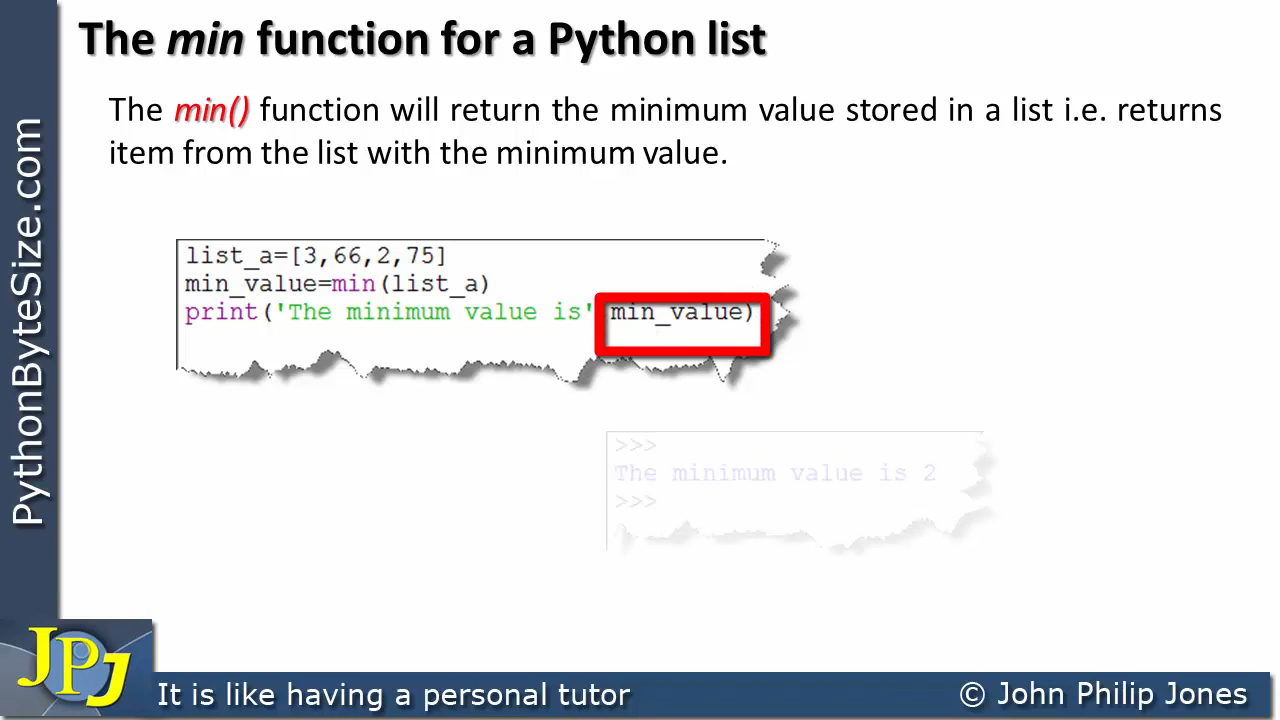 The min function for a Python list
The min() function will return the minimum value stored in a list i.e. returns
item from the list with the minimum value.
list_a=[3,66,2,75]
min_value=min(list_a)
print('The minimum value is' min_value)
>>>
The minimum value is 2
>>>
PythonByteSize.com
JPJ
It is like having a personal tutor
© John Philip Jones